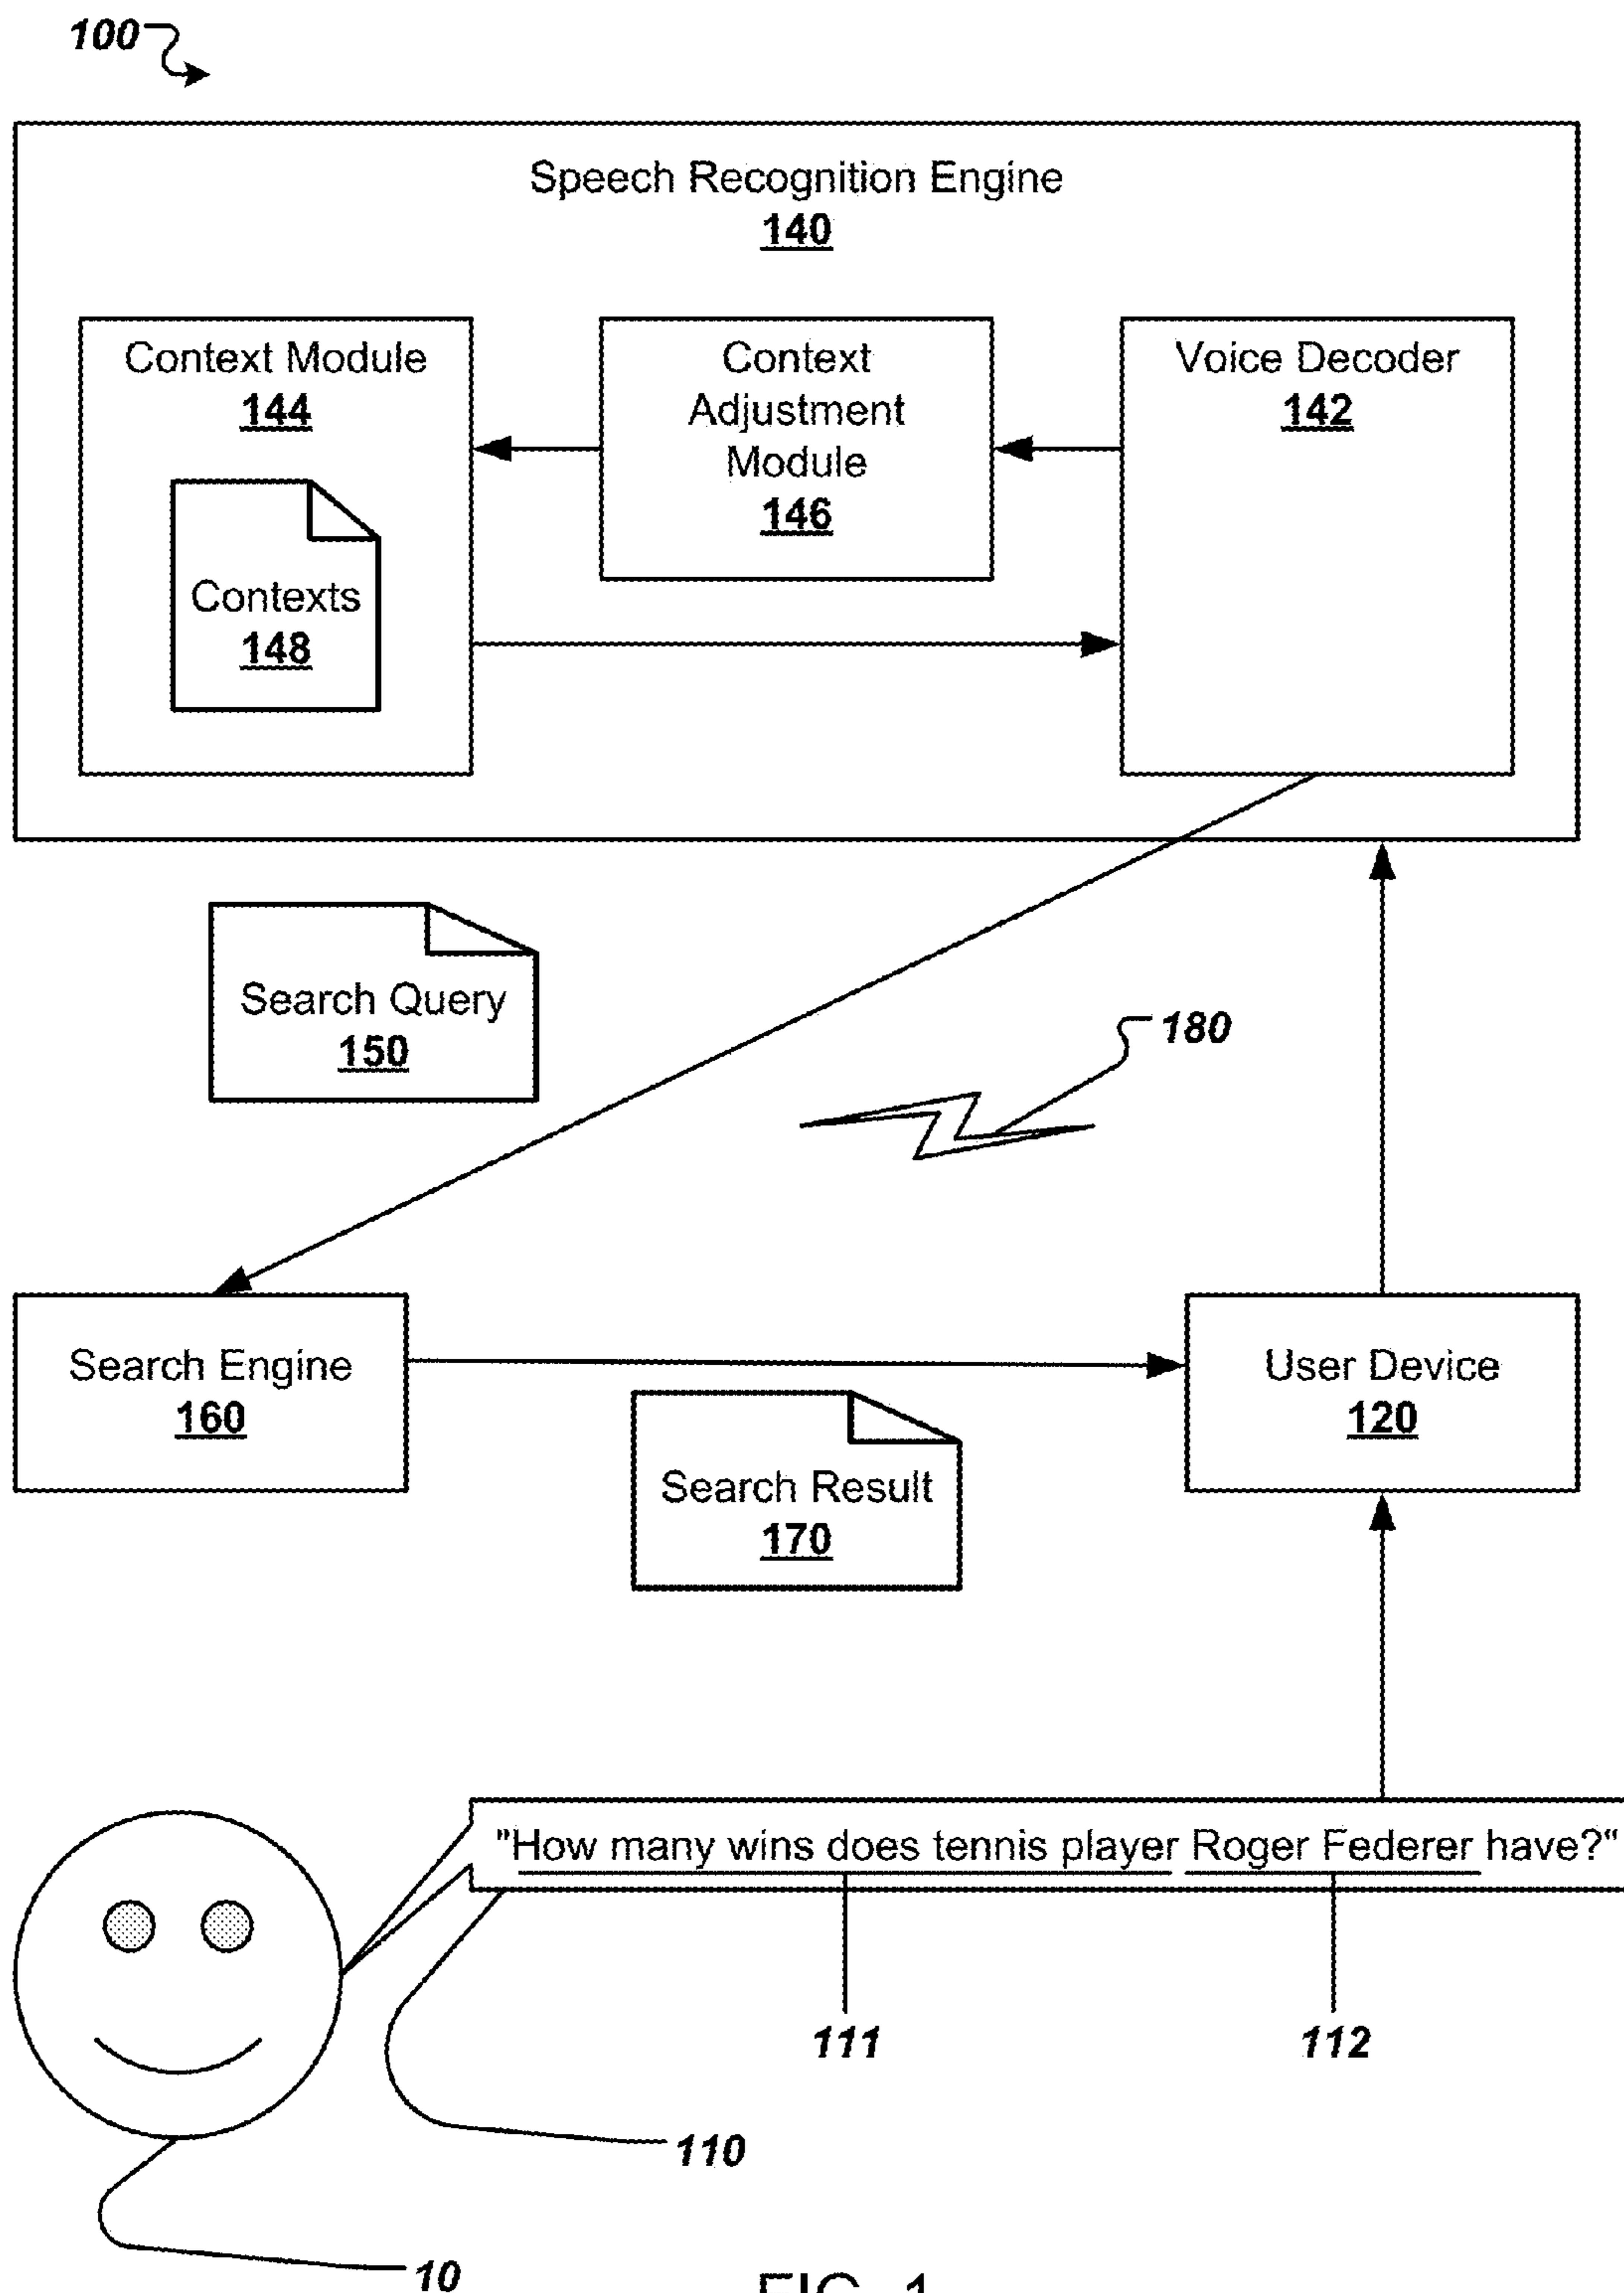 100
Speech Recognition Engine
140
Context Module
144
Contexts
148
Context
Adjustment
Module
146
Voice Decoder
142
Search Query
150
180
Search Engine
160
User Device
120
Search Result
170
"How many wins does tennis player Roger Federer have?"
111
112
110
10
FIG. 1